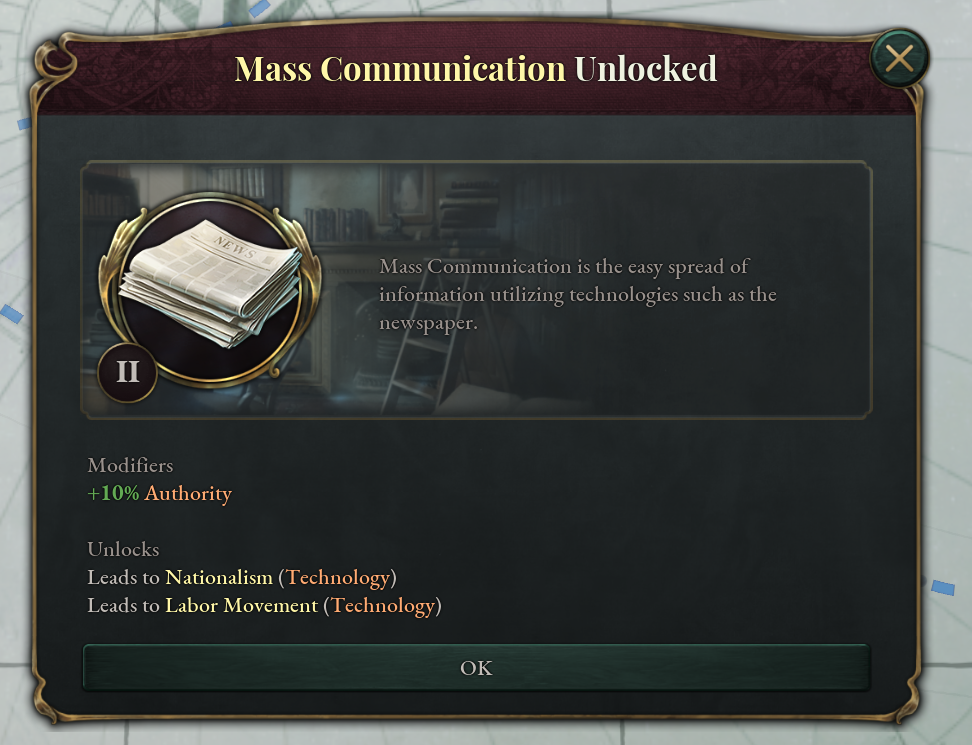 Mass Communication Unlocked
NEWS
Mass Communication is the easy spread of
information utilizing technologies such as the
newspaper.
II
Modifiers
+10% Authority
Unlocks
Leads to Nationalism (Technology)
Leads to Labor Movement (Technology)
OK